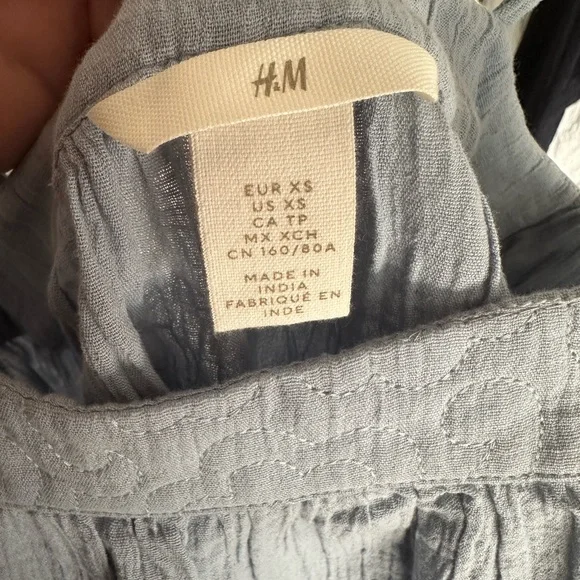 H&M
EUR XS
US XS
CA TP
MX XCH
CN 160/80A
MADE IN
INDIA
FABRIQUÉ EN
INDE